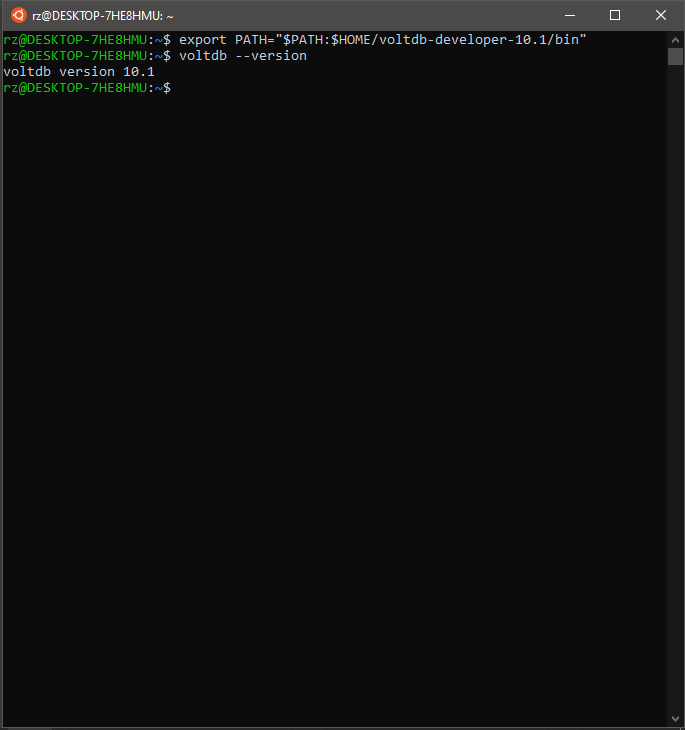 rz@DESKTOP-7HE8HMU: ~
rz@DESKTOP-7HE8HMU:~$ export PATH="$PATH:$HOME/voltdb-developer-10.1/bin"
rz@DESKTOP-7HE8HMU:~$ voltdb --version
voltdb version 10.1
rz@DESKTOP-7HE8HMU:~$